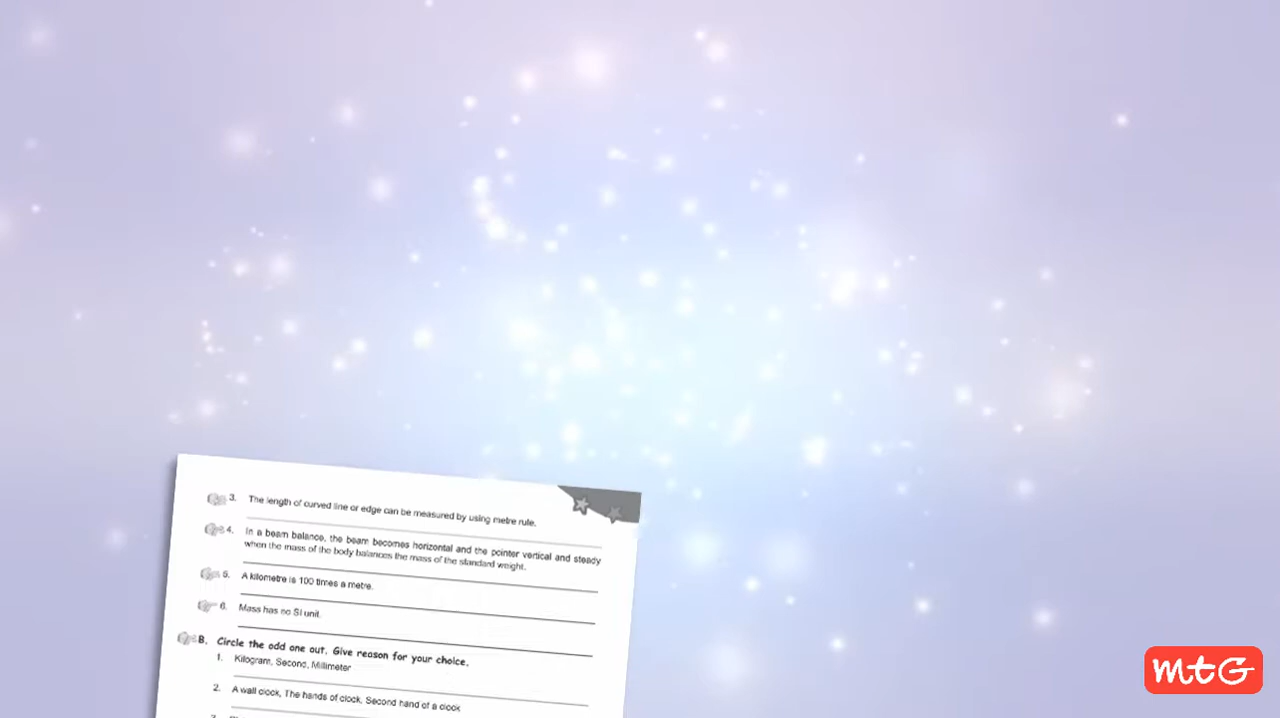 3. The length of curved line or edge can be measured by using metre rule.
4. In a beam balance, the beam becomes horizontal and the pointer vertical and steady
when the mass of the body balances the mass of the standard weight.
5. A kilometre is 100 times a metre.
6. Mass has no SI unit.
B. Circle the odd one out. Give reason for your choice.
1. Kilogram, Second, Millimeter
2. A wall clock, The hands of clock, Second hand of a clock
3.
mtG